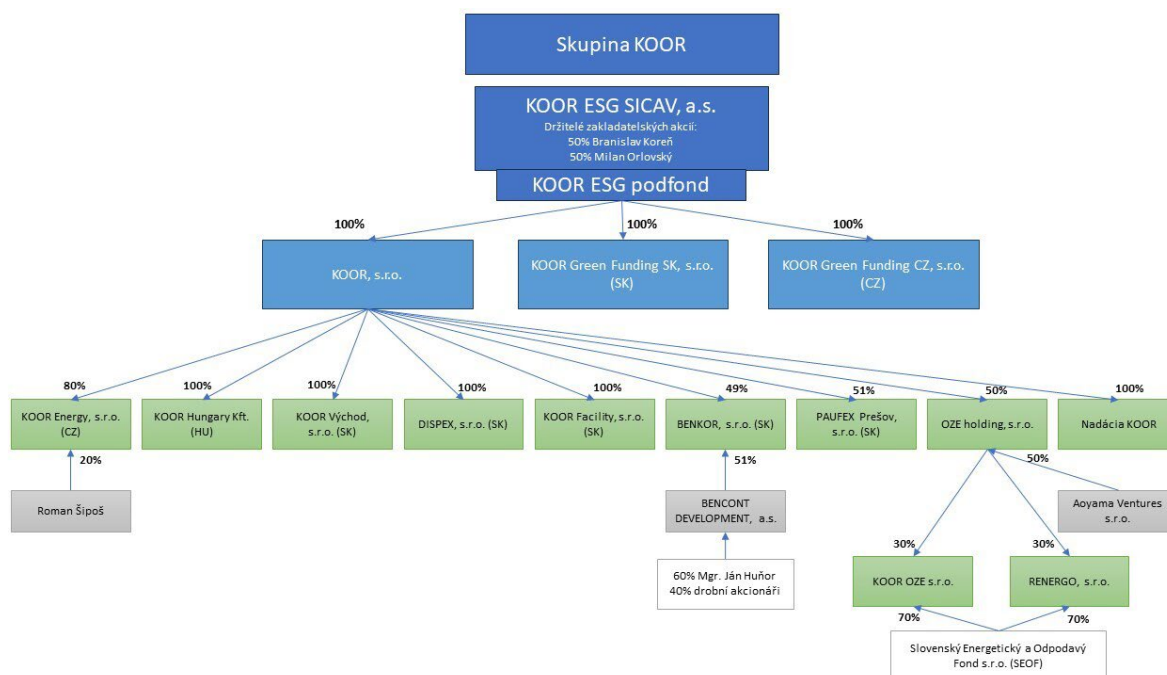 Skupina KOOR
KOOR ESG SICAV, a.s.
Držitelé zakladatelských akcií:
50% Branislav Koreň
50% Milan Orlovský
KOOR ESG podfond
100%
100%
100%
KOOR, s.r.o.
KOOR Green Funding SK, s.r.o.
(SK)
KOOR Green Funding CZ, s.r.o.
(CZ)
80%
100%
100%
100%
100%
49%
51%
50%
100%
KOOR Energy, s.r.o.
(CZ)
KOOR Hungary Kft.
(HU)
KOOR Východ,
s.r.o. (SK)
DISPEX, s.r.o. (SK)
KOOR Facility, s.r.o.
(SK)
BENKOR, s.r.o. (SK)
PAUFEX Prešov,
s.r.o. (SK)
OZE holding, s.r.o.
Nadácia KOOR
20%
51%
50%
Roman Šipoš
BENCONT
DEVELOPMENT, a.s.
Aoyama Ventures
s.r.o.
30%
30%
60% Mgr. Ján Huňor
40% drobní akcionáři
KOOR OZE s.r.o.
RENERGO, s.r.o.
70%
70%
Slovenský Energetický a Odpodavý
Fond s.r.o. (SEOF)